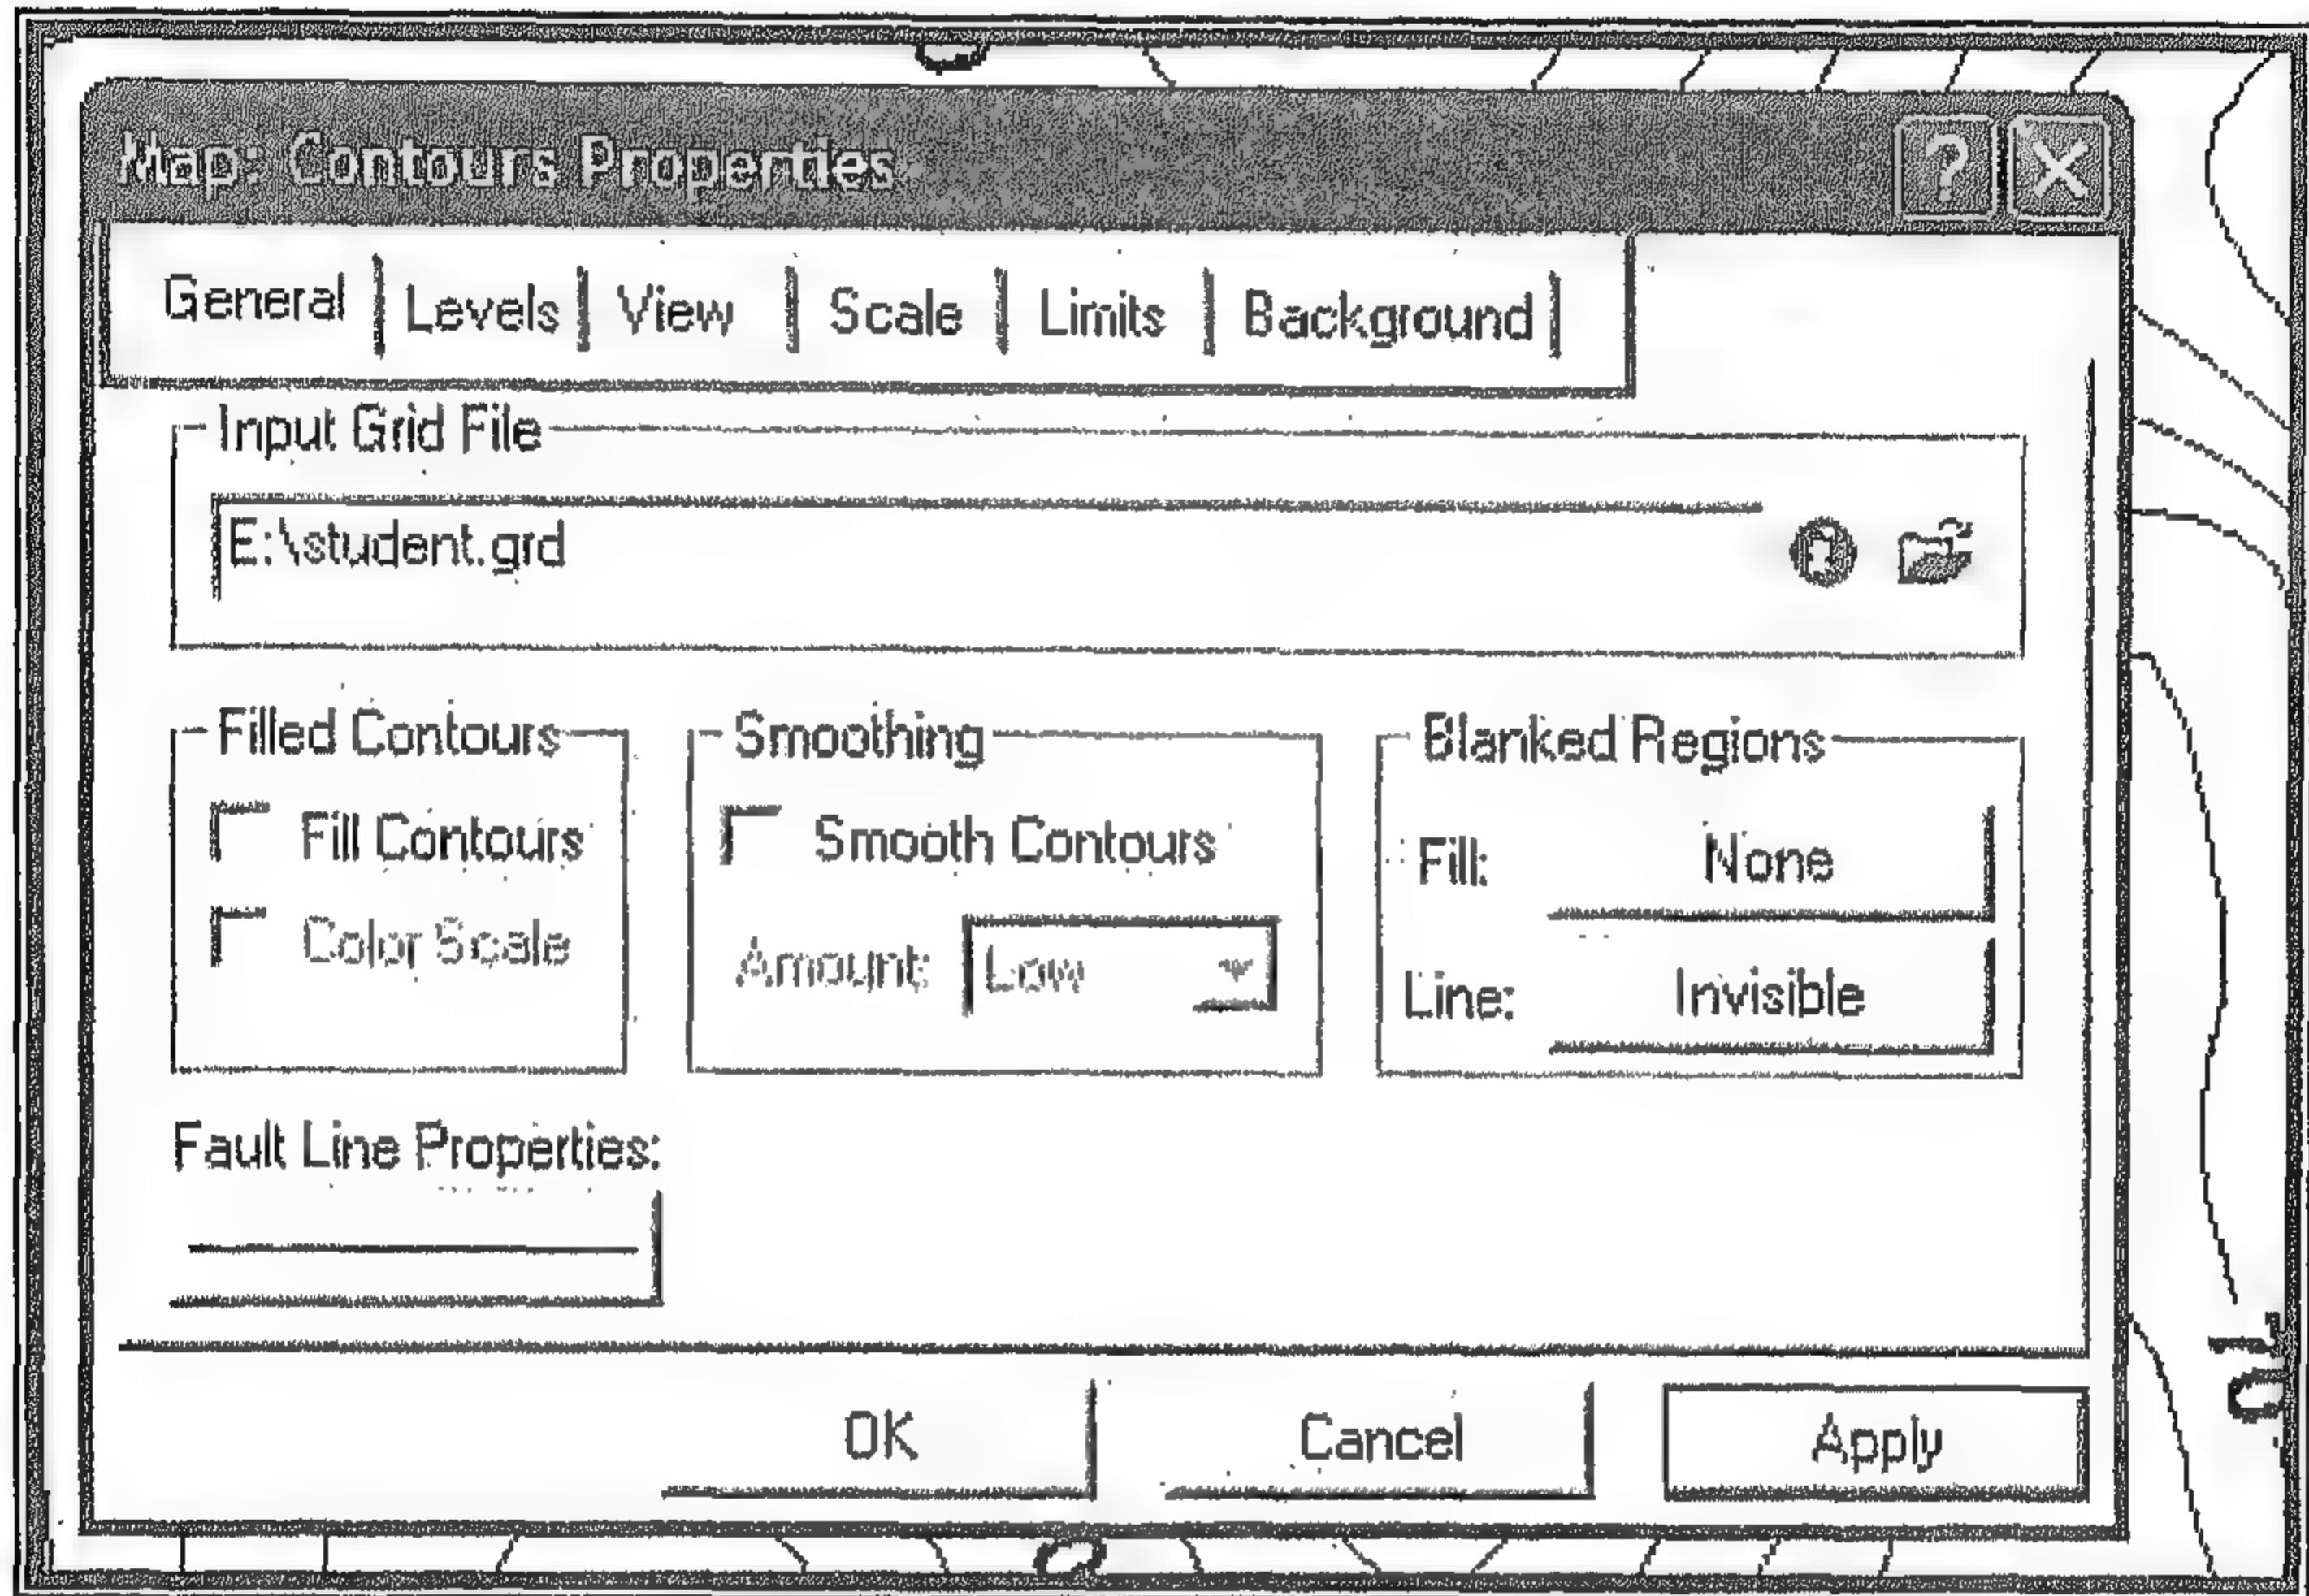 Map: Contours Properties
General Levels View Scale Limits Background
Input Grid File
E:\student.grd
Filled Contours Smoothing Blanked Regions
Fill Contours Smooth Contours Fill: None
Color Scale Amount: Low Line: Invisible
Fault Line Properties:
OK Cancel Apply